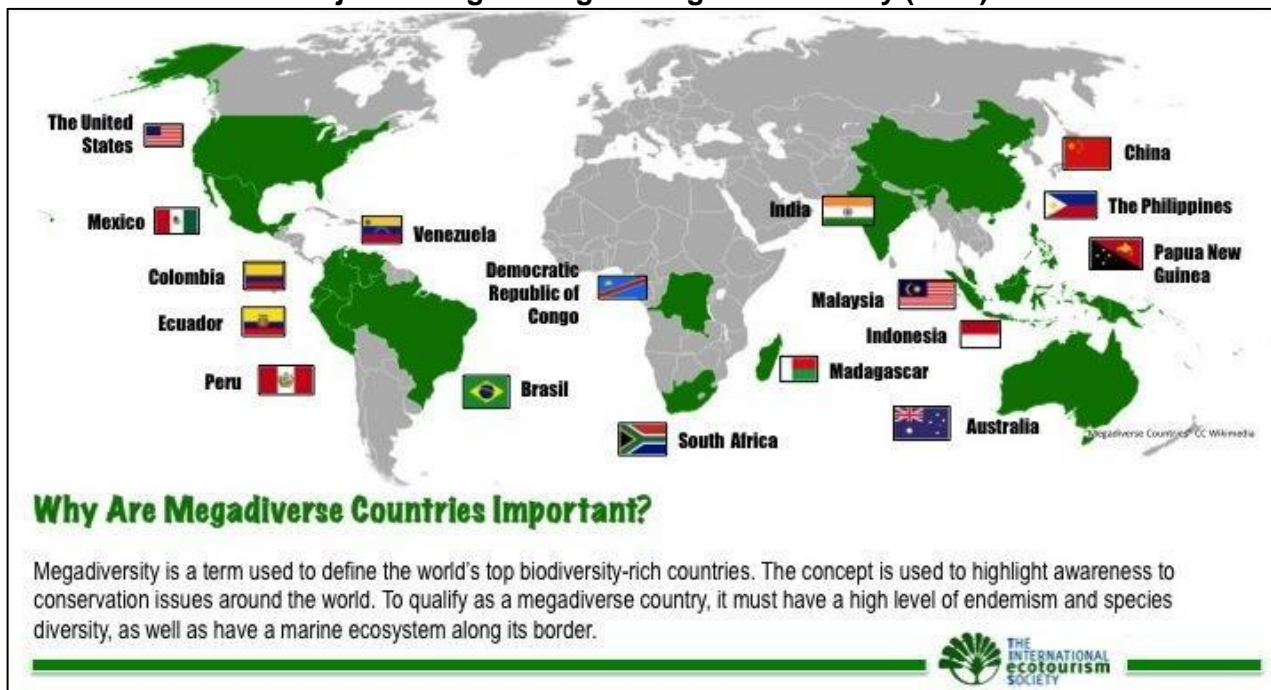 The United
States
Mexico
Venezuela
Colombia
Ecuador
Peru
Brasil
Democratic
Republic of
Congo
South Africa
Madagascar
India
China
The Philippines
Papua New
Guinea
Malaysia
Indonesia
Australia
Megadiverse Countries" CC Wikimedia
Why Are Megadiverse Countries Important?
Megadiversity is a term used to define the world's top biodiversity-rich countries. The concept is used to highlight awareness to
conservation issues around the world. To qualify as a megadiverse country, it must have a high level of endemism and species
diversity, as well as have a marine ecosystem along its border.
THE
INTERNATIONAL
ecotourism
SOCIETY